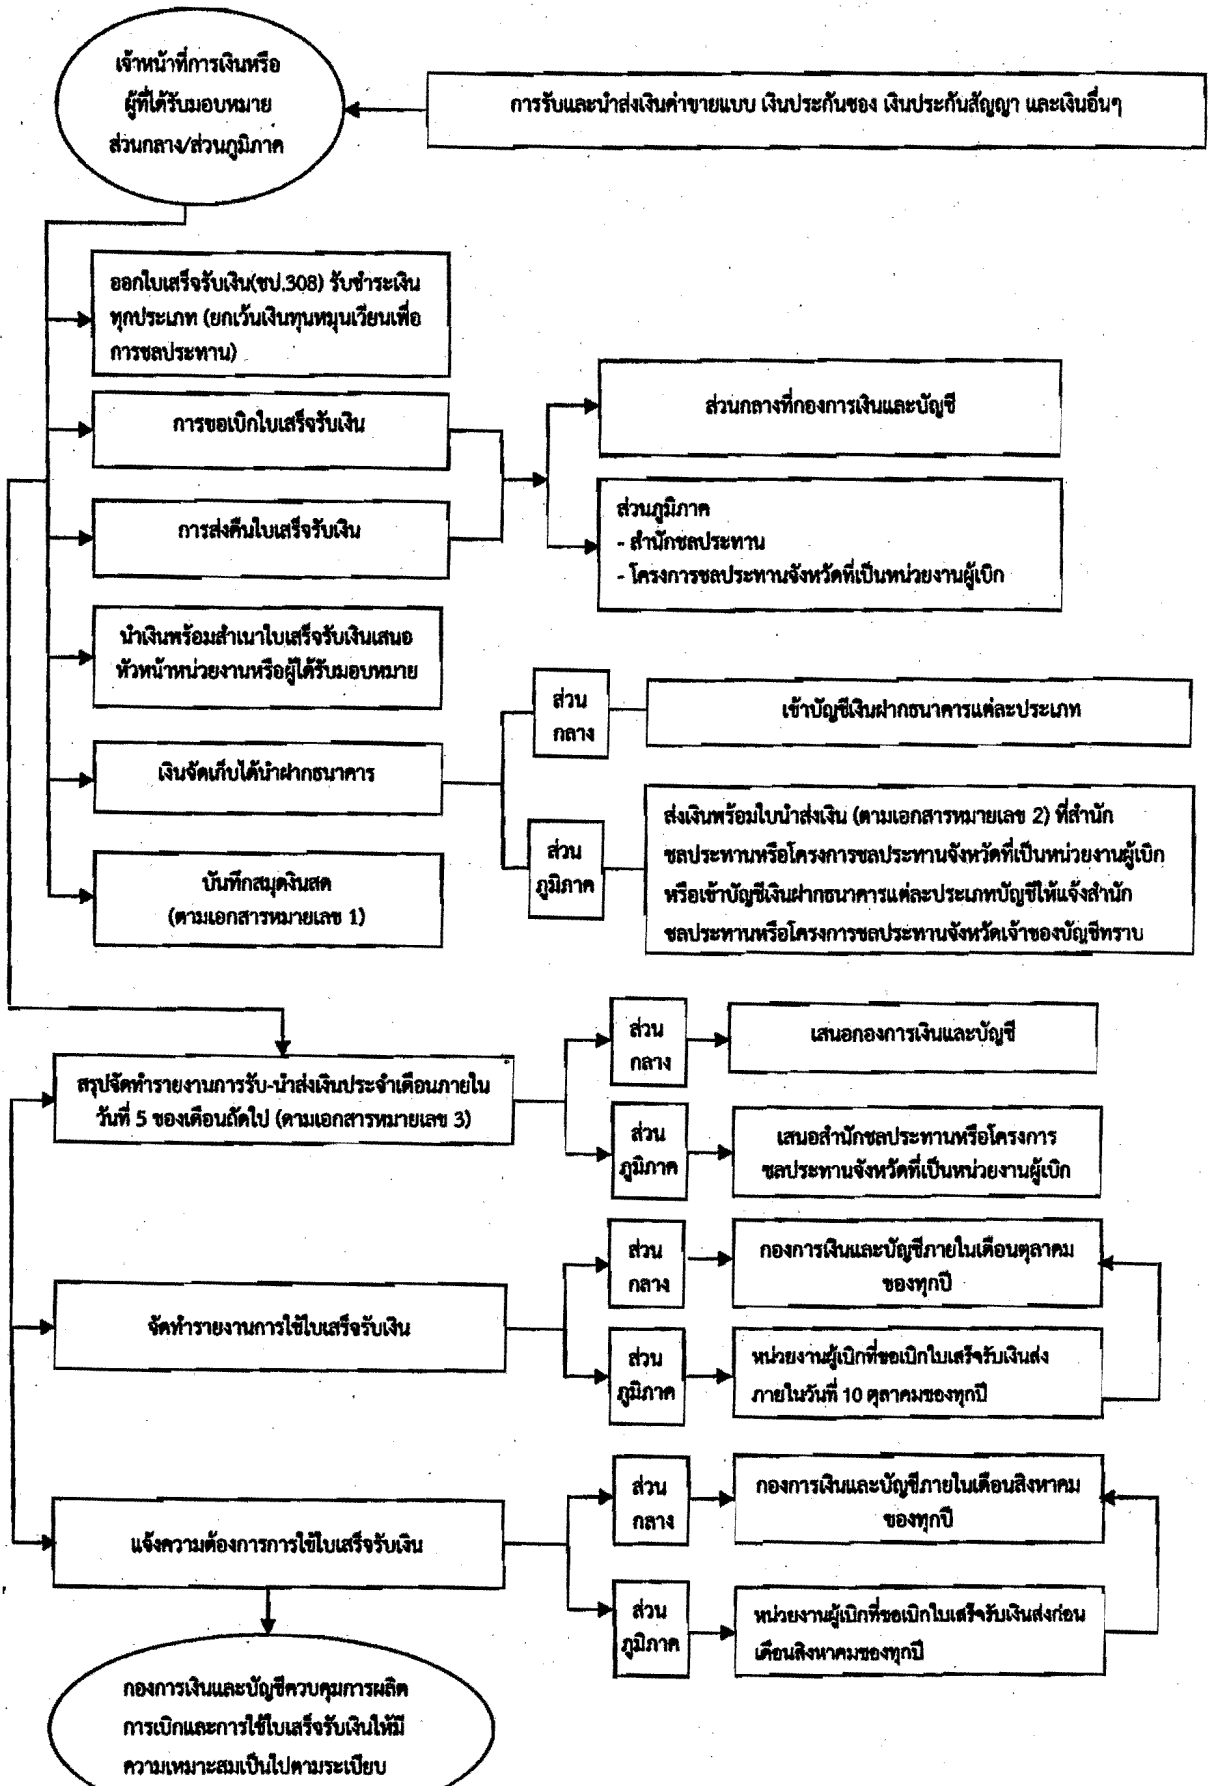 เจ้าหน้าที่การเงินหรือ
ผู้ที่ได้รับมอบหมาย
ส่วนกลาง/ส่วนภูมิภาค
การรับและนำส่งเงินค่าขายแบบ เงินประกันซอง เงินประกันสัญญา และเงินอื่นๆ
ออกใบเสร็จรับเงิน(ชป.308) รับชำระเงิน
ทุกประเภท (ยกเว้นเงินทุนหมุนเวียนเพื่อ
การชลประทาน)
การขอเบิกใบเสร็จรับเงิน
การส่งคืนใบเสร็จรับเงิน
ส่วนกลางที่กองการเงินและบัญชี
ส่วนภูมิภาค
- สำนักชลประทาน
- โครงการชลประทานจังหวัดที่เป็นหน่วยงานผู้เบิก
นำเงินพร้อมสำเนาใบเสร็จรับเงินเสนอ
หัวหน้าหน่วยงานหรือผู้ได้รับมอบหมาย
เงินจัดเก็บได้นำฝากธนาคาร
ส่วน
กลาง
เข้าบัญชีเงินฝากธนาคารแต่ละประเภท
ส่วน
ภูมิภาค
ส่งเงินพร้อมใบนำส่งเงิน (ตามเอกสารหมายเลข 2) ที่สำนัก
ชลประทานหรือโครงการชลประทานจังหวัดที่เป็นหน่วยงานผู้เบิก
หรือเข้าบัญชีเงินฝากธนาคารแต่ละประเภทบัญชีให้แจ้งสำนัก
ชลประทานหรือโครงการชลประทานจังหวัดเจ้าของบัญชีทราบ
บันทึกสมุดงินสด
(ตามเอกสารหมายเลข 1)
สรุปจัดทำรายงานการรับ-นำส่งเงินประจำเดือนภายใน
วันที่ 5 ของเดือนถัดไป (ตามเอกสารหมายเลข 3)
ส่วน
กลาง
เสนอกองการเงินและบัญชี
ส่วน
ภูมิภาค
เสนอสำนักชลประทานหรือโครงการ
ชลประทานจังหวัดที่เป็นหน่วยงานผู้เบิก
จัดทำรายงานการใช้ใบเสร็จรับเงิน
ส่วน
กลาง
กองการเงินและบัญชีภายในเดือนตุลาคม
ของทุกปี
ส่วน
ภูมิภาค
หน่วยงานผู้เบิกที่ขอเบิกใบเสร็จรับเงินส่ง
ภายในวันที่ 10 ตุลาคมของทุกปี
แจ้งความต้องการการใช้ใบเสร็จรับเงิน
ส่วน
กลาง
กองการเงินและบัญชีภายในเดือนสิงหาคม
ของทุกปี
ส่วน
ภูมิภาค
หน่วยงานผู้เบิกที่ขอเบิกใบเสร็จรับเงินส่งก่อน
เดือนสิงหาคมของทุกปี
กองการเงินและบัญชีควบคุมการผลิต
การเบิกและการใช้ใบเสร็จรับเงินให้มี
ความเหมาะสมเป็นไปตามระเบียบ